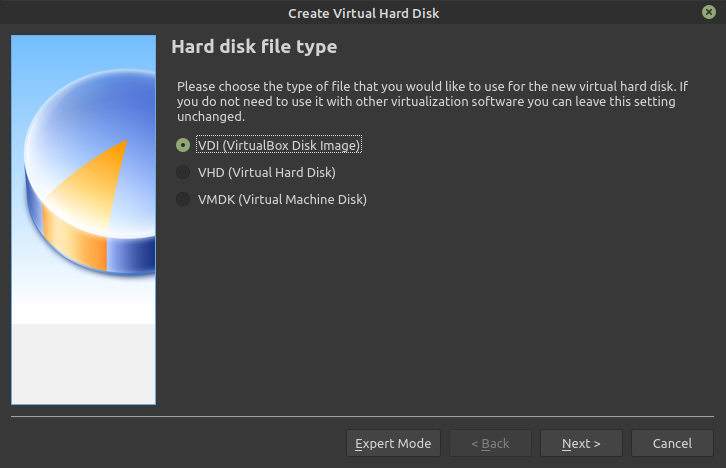 Create Virtual Hard Disk
Hard disk file type
Please choose the type of file that you would like to use for the new virtual hard disk. If
you do not need to use it with other virtualization software you can leave this setting
unchanged.
VDI (VirtualBox Disk Image)
VHD (Virtual Hard Disk)
VMDK (Virtual Machine Disk)
Expert Mode
< Back
Next >
Cancel